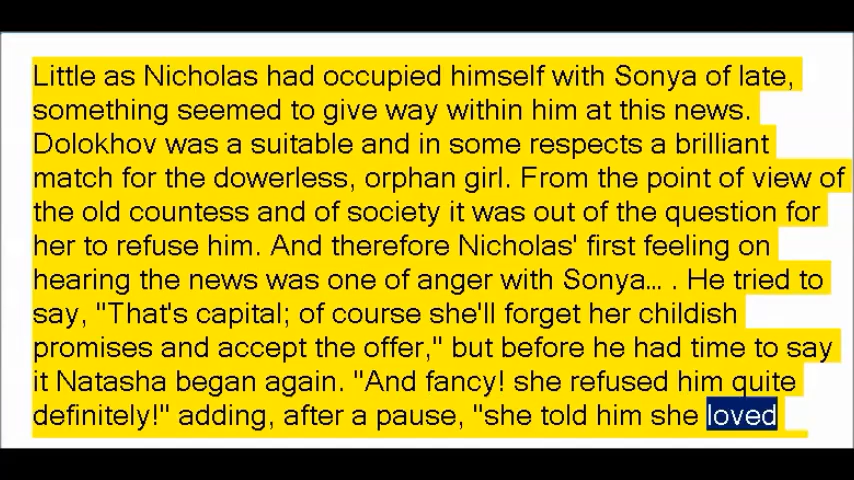 Little as Nicholas had occupied himself with Sonya of late,
something seemed to give way within him at this news.
Dolokhov was a suitable and in some respects a brilliant
match for the dowerless, orphan girl. From the point of view of
the old countess and of society it was out of the question for
her to refuse him. And therefore Nicholas' first feeling on
hearing the news was one of anger with Sonya... . He tried to
say, "That's capital; of course she'll forget her childish
promises and accept the offer," but before he had time to say
it Natasha began again. "And fancy! she refused him quite
definitely!" adding, after a pause, "she told him she loved